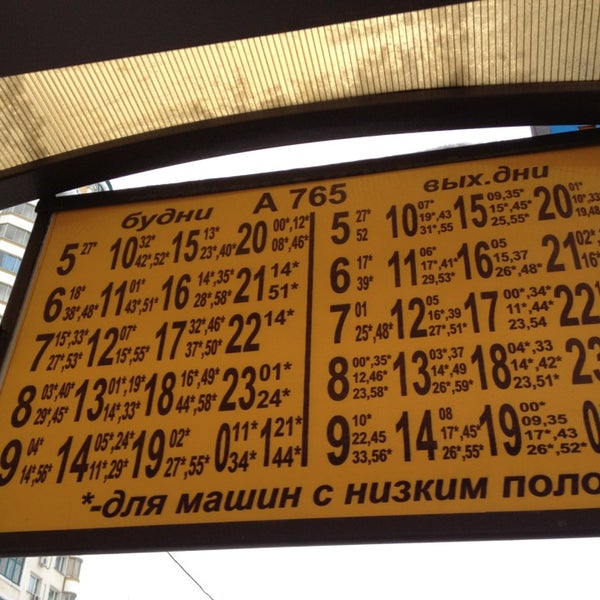 будни А 765 вых.дни
5 27* 10 32* 42*,52* 15 13* 23*,40* 20 00*,12* 08*,46*
6 18* 38*,48* 11 01* 43*,51* 16 14*,35* 28*,58* 21 14* 51*
7 15*,33* 27*,53* 12 07* 15*,55* 17 32*,46* 37*,50* 22 14*
8 03*,40* 29*,45* 13 01*,19* 14*,33* 18 16*,49* 44*,58* 23 01* 24*
9 04* 14*,56* 14 05*,24* 11*,29* 19 02* 27*,55* 0 11* 34* 1 21* 44*
5 27* 52 10 07* 19*,43 31*,55 15 09,35* 15*,45* 25,55* 20 01* 10*,33* 19,48
6 17* 39* 11 06* 17*,41* 29,53* 16 05 15,37 26*,48* 21 02* 16*
7 01 25*,48* 12 05 16*,39 27*,51* 17 00*,34* 11*,44* 23,54 22
8 00*,35* 12,46* 23,58* 13 03*,37 14*,49 26*,59* 18 04*,33 14*,42* 23,51* 23
9 10* 22,45 33,56* 14 08 17*,45* 26*,55* 19 00* 09,35 17*,43 26*,52* 0
*-для машин с низким поло